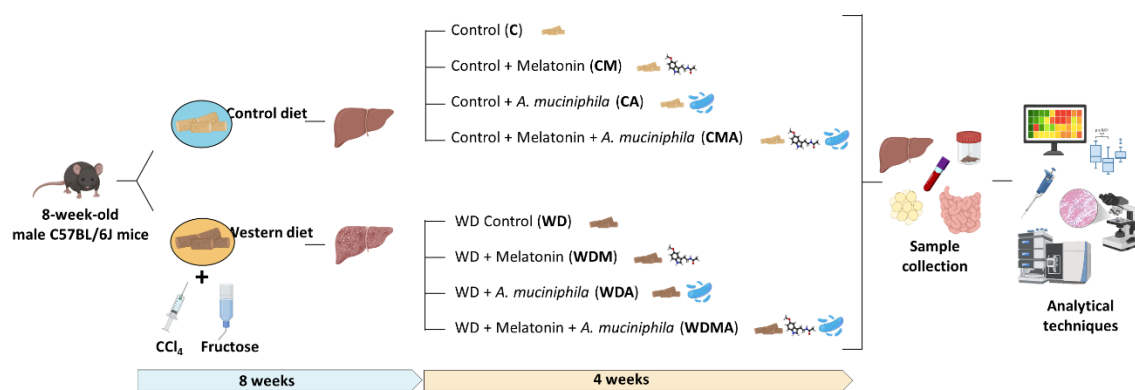 8-week-old
male C57BL/6J mice
Control diet
Western diet
+
CCl4
Fructose
Control (C)
Control + Melatonin (CM)
Control + A. muciniphila (CA)
Control + Melatonin + A. muciniphila (CMA)
WD Control (WD)
WD + Melatonin (WDM)
WD + A. muciniphila (WDA)
WD + Melatonin + A. muciniphila (WDMA)
Sample
collection
Analytical
techniques
8 weeks
4 weeks